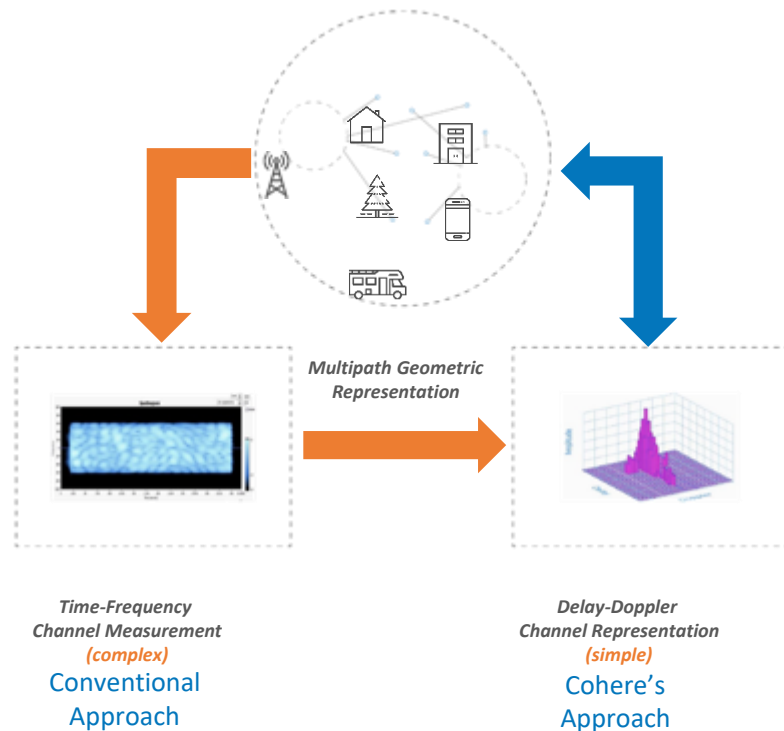 Multipath Geometric
Representation
Time-Frequency
Channel Measurement
(complex)
Conventional
Approach
Delay-Doppler
Channel Representation
(simple)
Cohere's
Approach